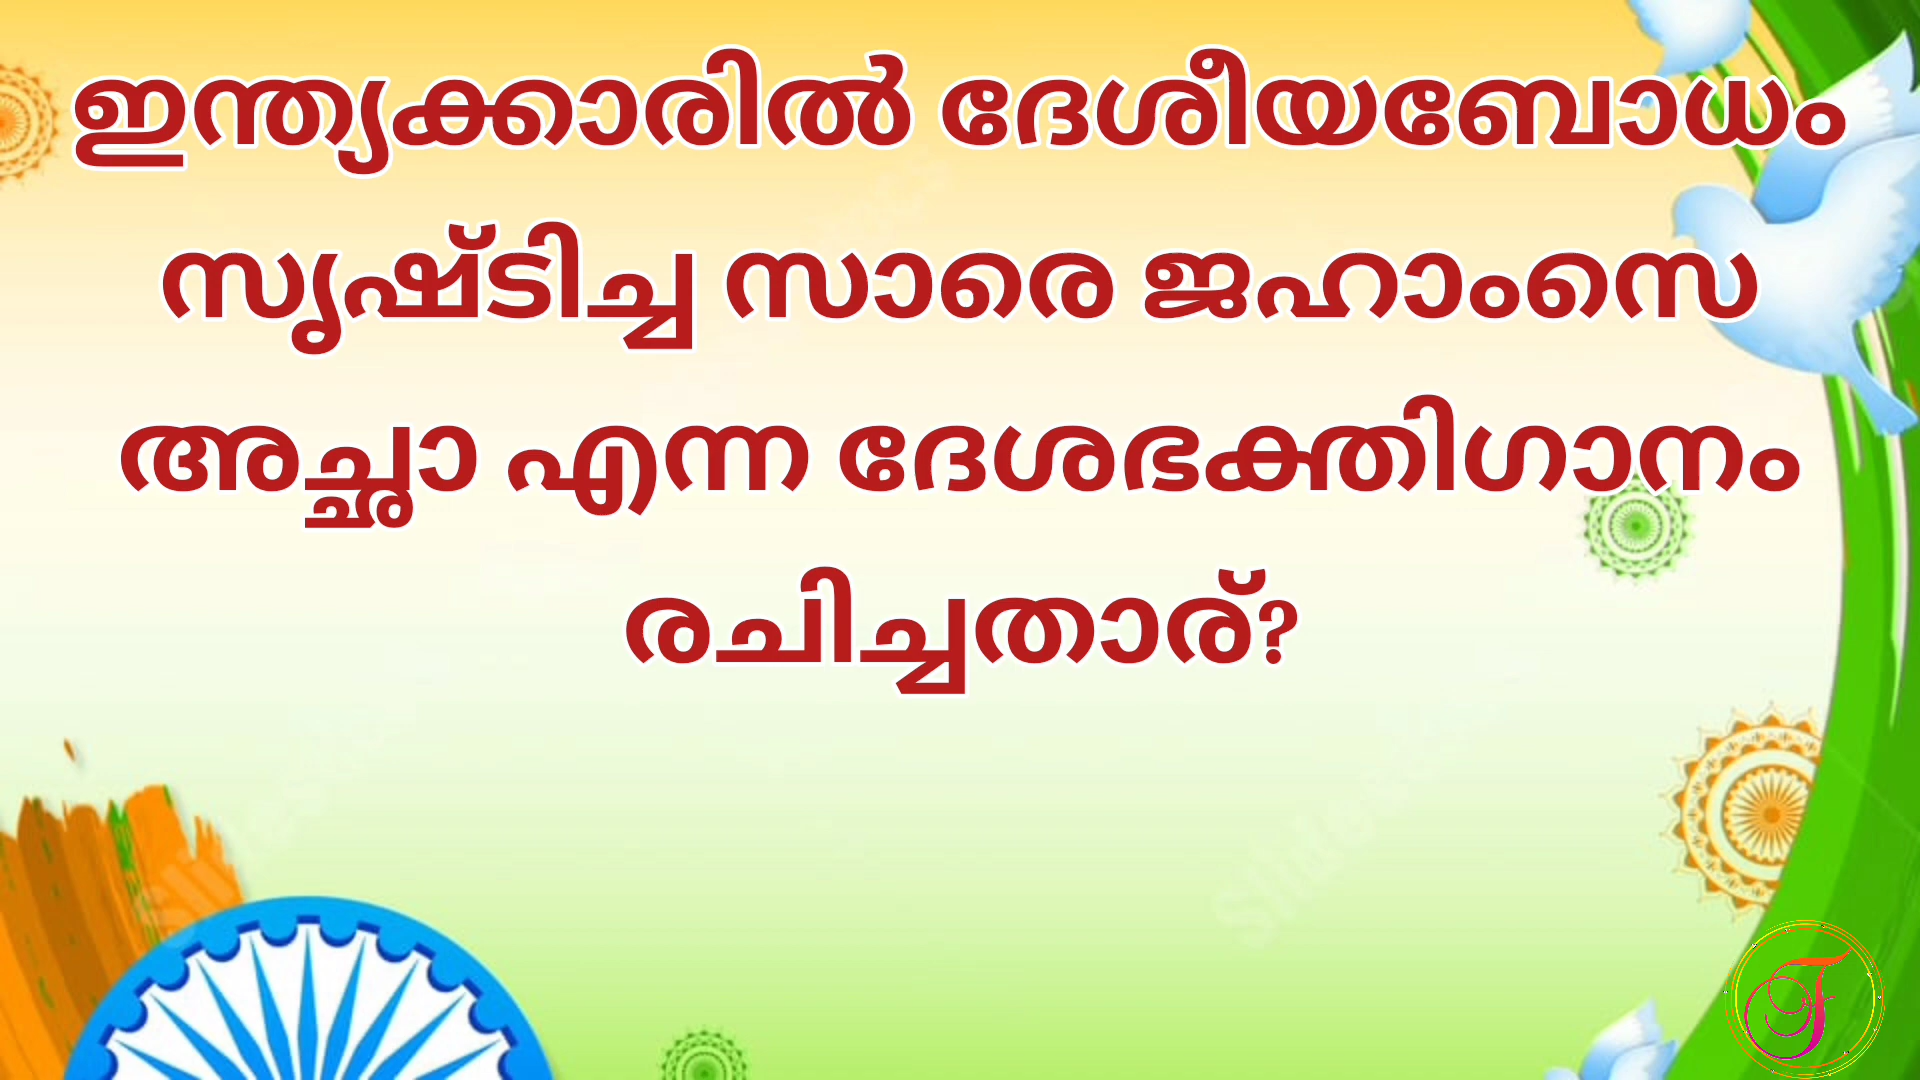 ഇന്ത്യക്കാരിൽ ദേശീയബോധം
സൃഷ്ടിച്ച സാരെ ജഹാംസെ
അച്ഛാ എന്ന ദേശഭക്തിഗാനം
രചിച്ചതാര്?